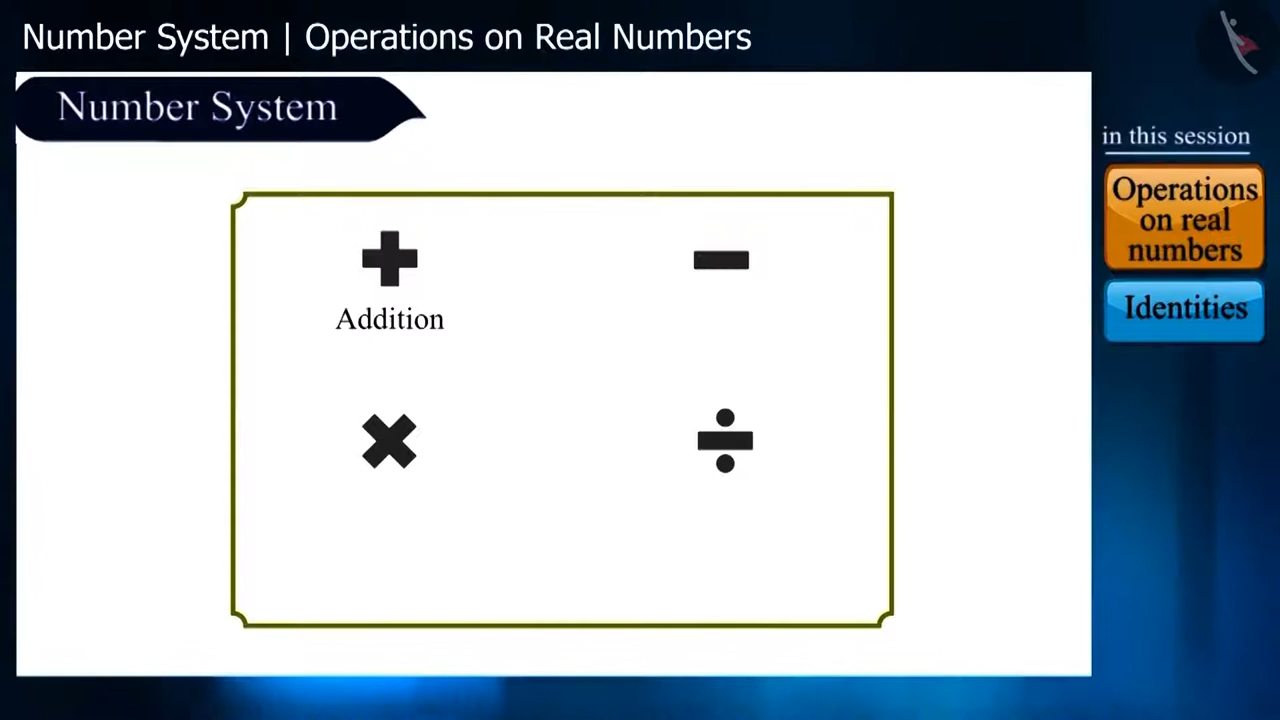 Number System | Operations on Real Numbers
Number System
in this session
Operations
on real
numbers
Identities
+
−
Addition
×
÷